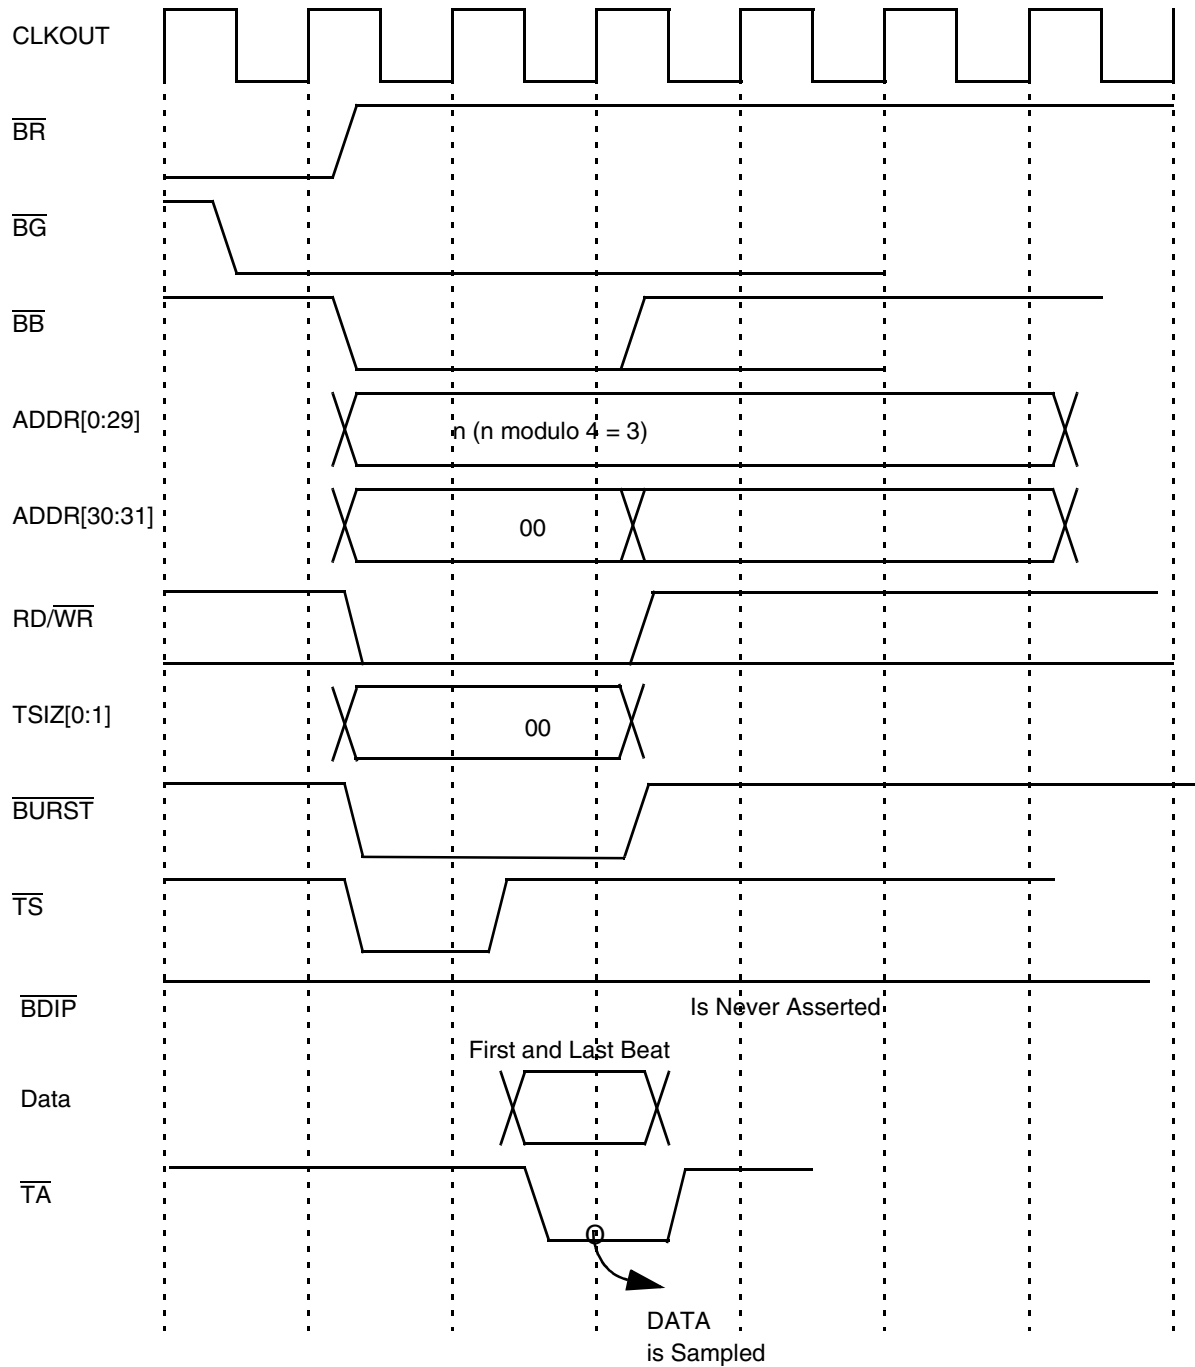 CLKOUT
BR
BG
BB
ADDR[0:29]
n (n modulo 4 = 3)
ADDR[30:31]
00
RD/WR
TSIZ[0:1]
00
BURST
TS
BDIP
Is Never Asserted
First and Last Beat
Data
TA
DATA
is Sampled